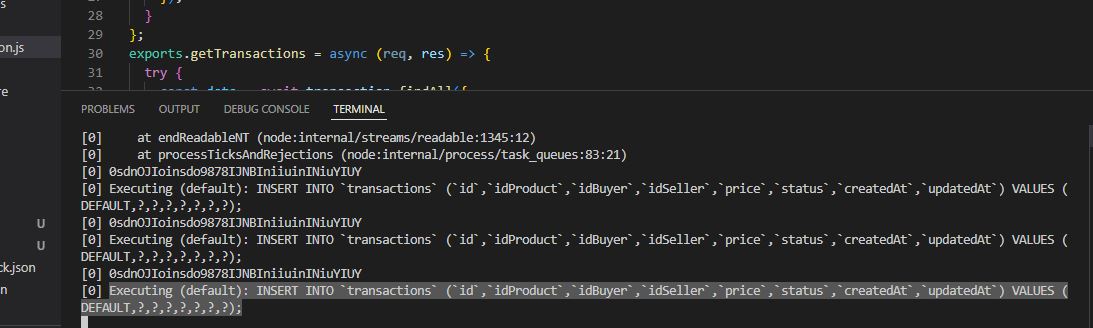 s
28 }
29 };
on.js
30 exports.getTransactions = async (req, res) => {
31 try {
re
PROBLEMS OUTPUT DEBUG CONSOLE TERMINAL
[0] at endReadableNT (node:internal/streams/readable:1345:12)
[0] at processTicksAndRejections (node:internal/process/task_queues:83:21)
[0] 0sdnOJIoinsdo9878IJNBIniiuinINiuYIUY
[0] Executing (default): INSERT INTO `transactions` (`id`,`idProduct`,`idBuyer`,`idSeller`,`price`,`status`,`createdAt`,`updatedAt`) VALUES (
DEFAULT,?,?,?,?,?,?,?);
U
[0] 0sdnOJIoinsdo9878IJNBIniiuinINiuYIUY
[0] Executing (default): INSERT INTO `transactions` (`id`,`idProduct`,`idBuyer`,`idSeller`,`price`,`status`,`createdAt`,`updatedAt`) VALUES (
U
DEFAULT,?,?,?,?,?,?,?);
ck.json
[0] 0sdnOJIoinsdo9878IJNBIniiuinINiuYIUY
n
[0] Executing (default): INSERT INTO `transactions` (`id`,`idProduct`,`idBuyer`,`idSeller`,`price`,`status`,`createdAt`,`updatedAt`) VALUES (
DEFAULT,?,?,?,?,?,?,?);